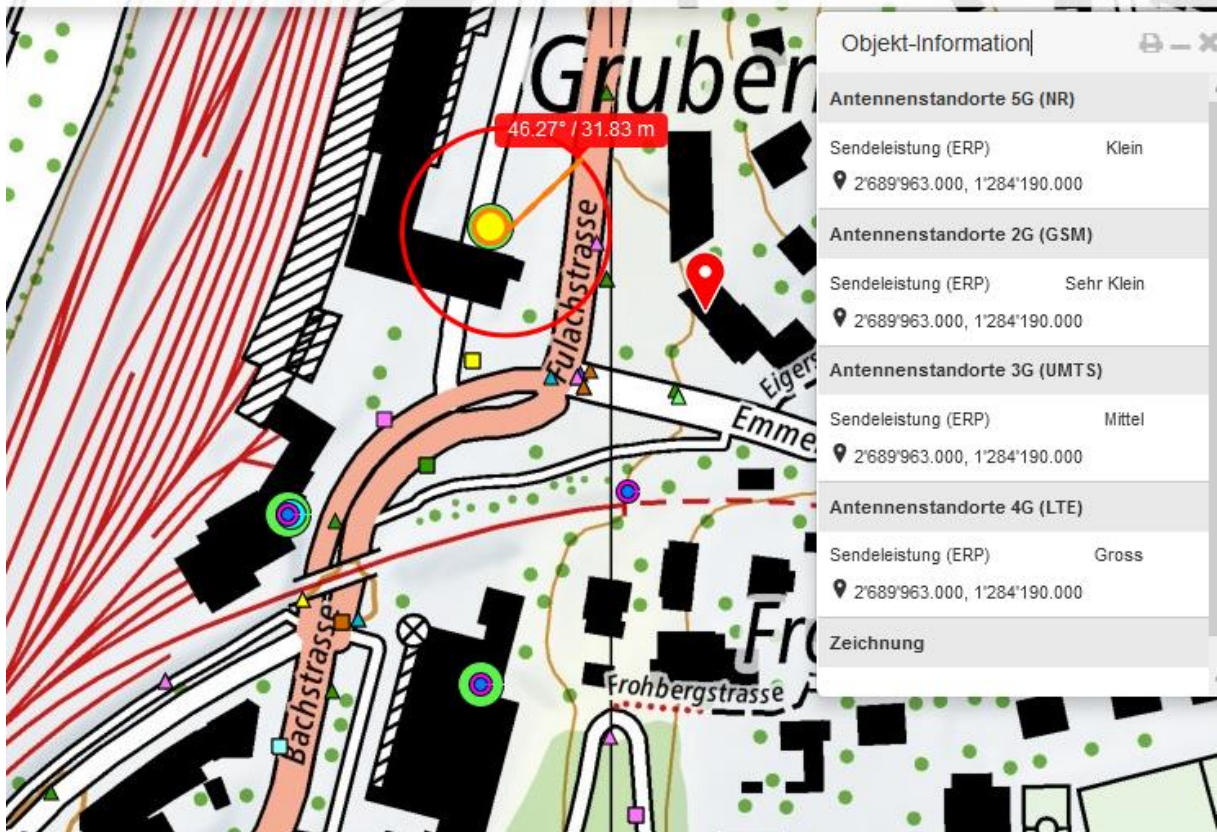 Gruben
46.27° / 31.83 m
Fulachstrasse
Eigers
Emme
Bachstrasse
Fro
Frohbergstrasse
Objekt-Information
Antennenstandorte 5G (NR)
Sendeleistung (ERP) Klein
2'689'963.000, 1'284'190.000
Antennenstandorte 2G (GSM)
Sendeleistung (ERP) Sehr Klein
2'689'963.000, 1'284'190.000
Antennenstandorte 3G (UMTS)
Sendeleistung (ERP) Mittel
2'689'963.000, 1'284'190.000
Antennenstandorte 4G (LTE)
Sendeleistung (ERP) Gross
2'689'963.000, 1'284'190.000
Zeichnung